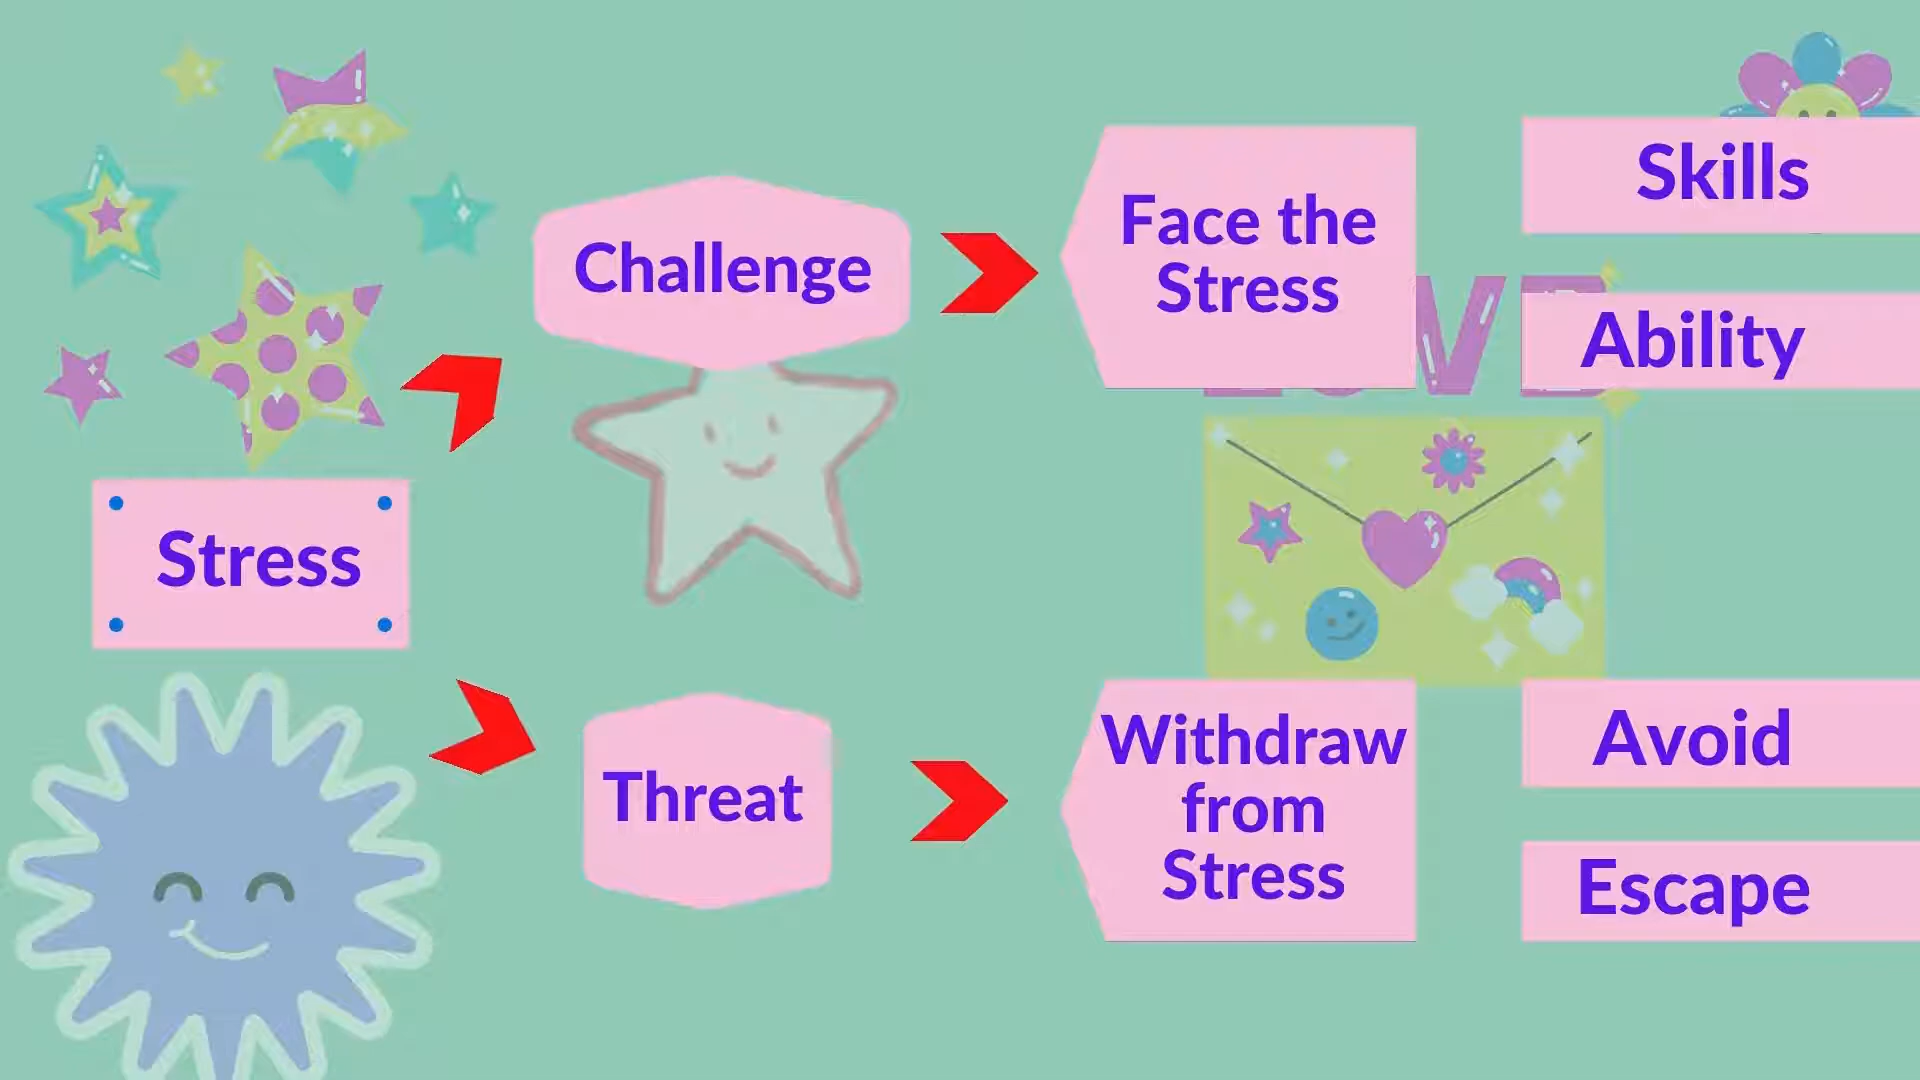 Stress
Challenge
Face the
Stress
Skills
Ability
Threat
Withdraw
from
Stress
Avoid
Escape